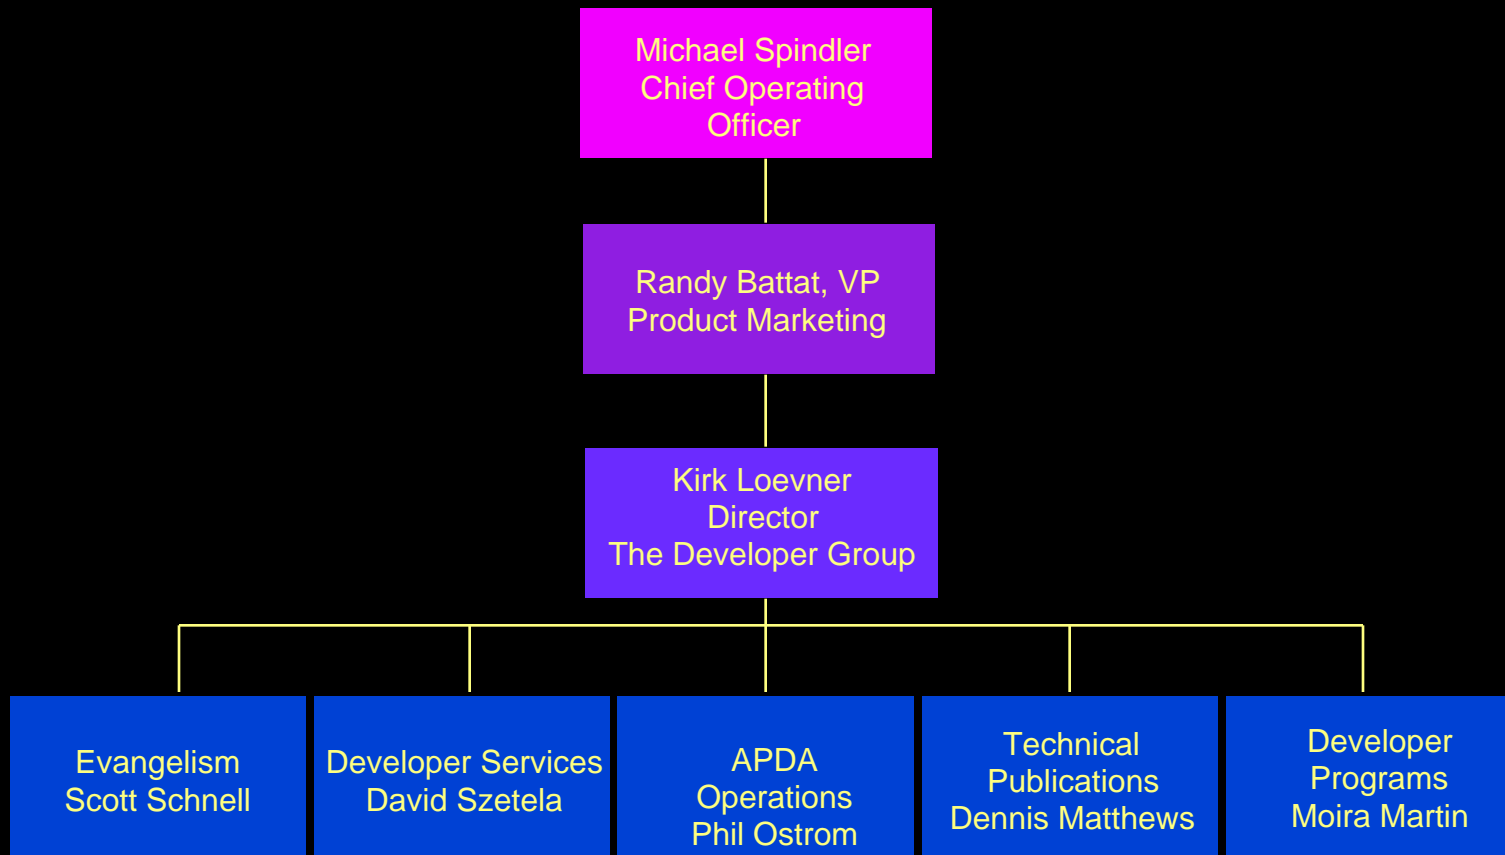 Michael Spindler
Chief Operating
Officer
Randy Battat, VP
Product Marketing
Kirk Loevner
Director
The Developer Group
Evangelism
Scott Schnell
Developer Services
David Szetela
APDA
Operations
Phil Ostrom
Technical
Publications
Dennis Matthews
Developer
Programs
Moira Martin